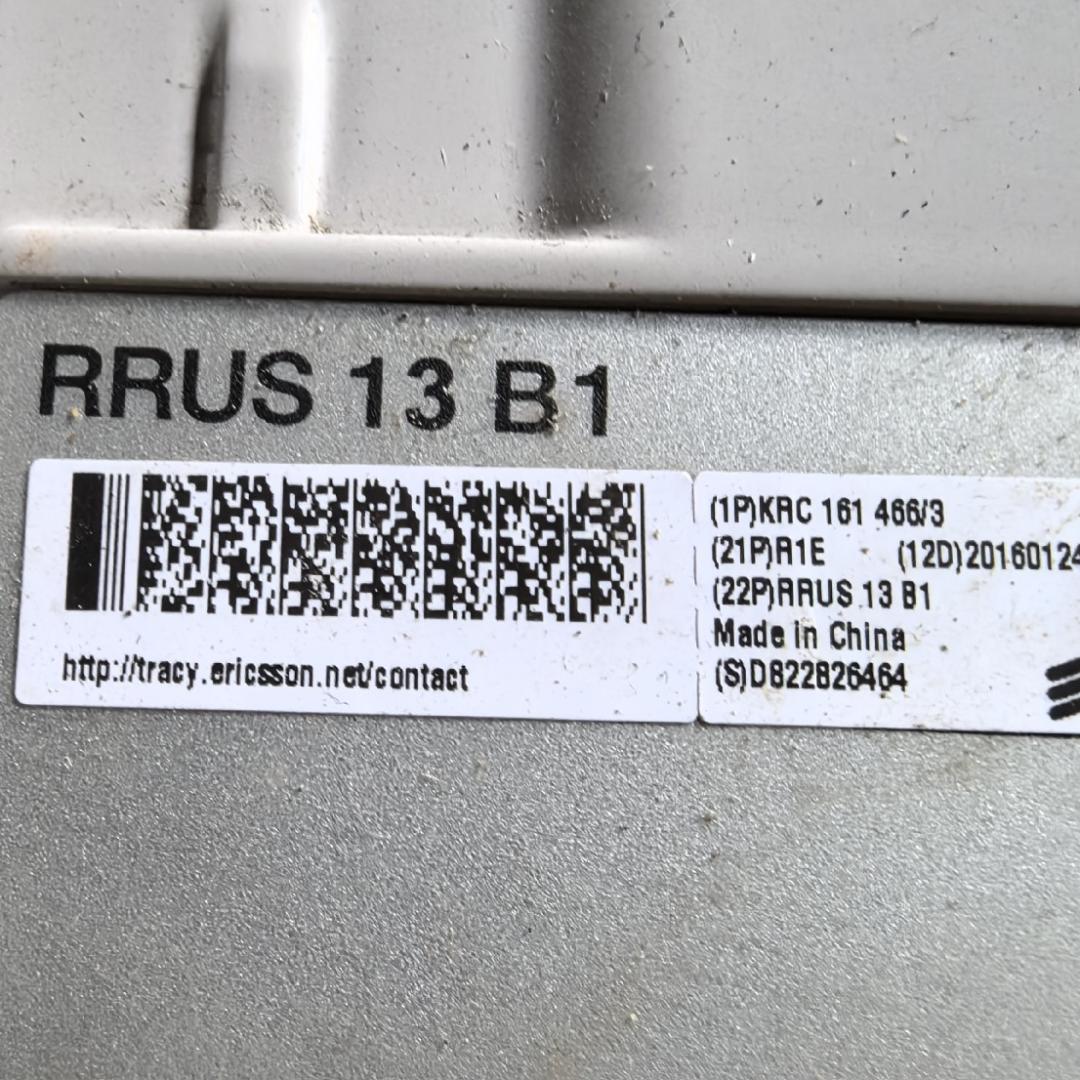 RRUS 13 B1
http://tracy.ericsson.net/contact
(1P)KRC 161 466/3
(21P)R1E (12D)20160124
(22P)RRUS 13 B1
Made in China
(S)D822826464